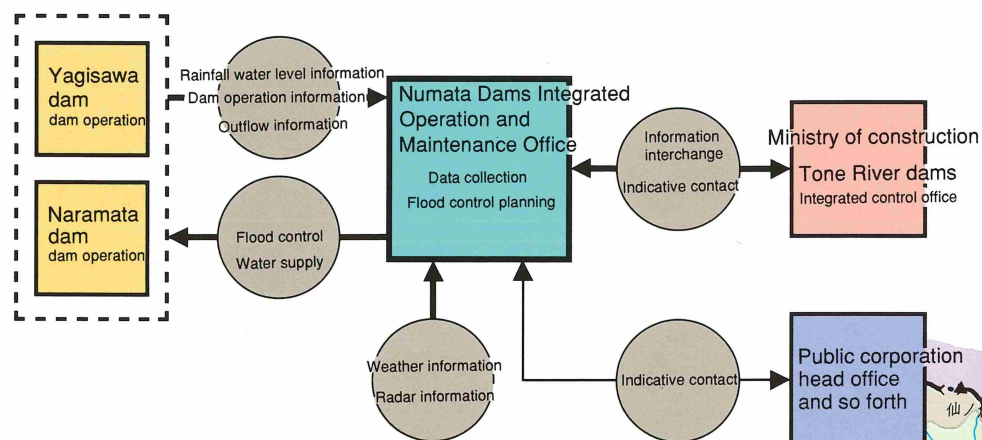 Yagisawa
dam
dam operation
Naramata
dam
dam operation
Rainfall water level information
Dam operation information
Outflow information
Flood control
Water supply
Numata Dams Integrated
Operation and
Maintenance Office
Data collection
Flood control planning
Weather information
Radar information
Information
interchange
Indicative contact
Indicative contact
Ministry of construction
Tone River dams
Integrated control office
Public corporation
head office
and so forth
仙ノ